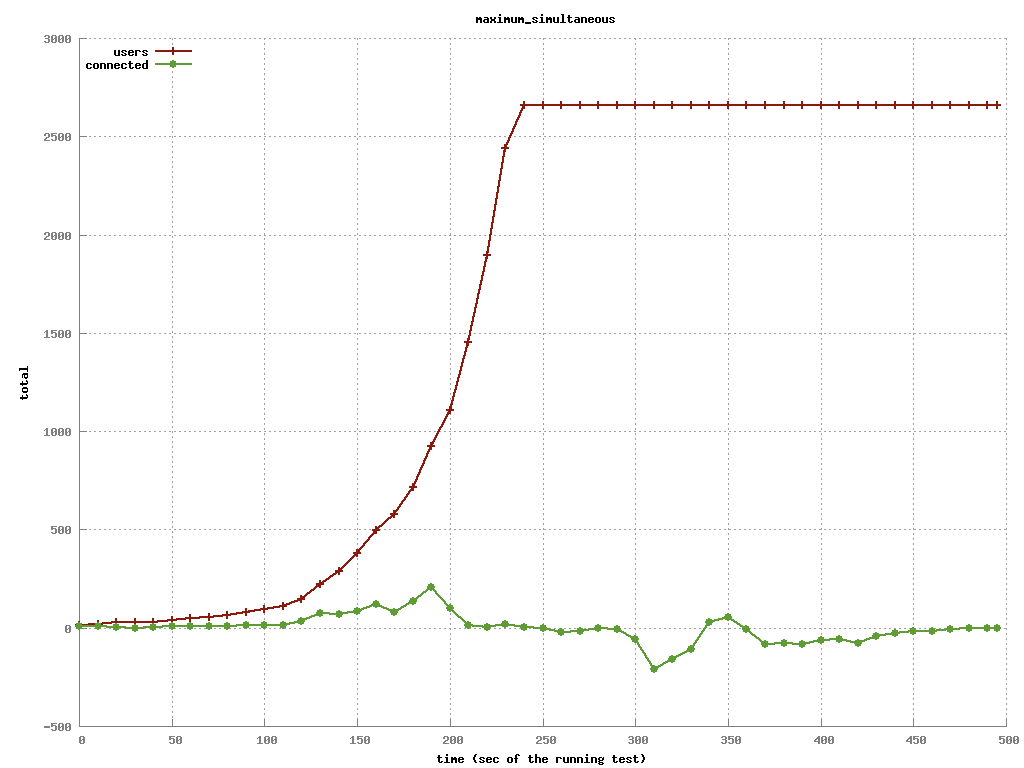 maximum_simultaneous
3000
users
connected
2500
2000
1500
total
1000
500
0
-500
0 50 100 150 200 250 300 350 400 450 500
time (sec of the running test)